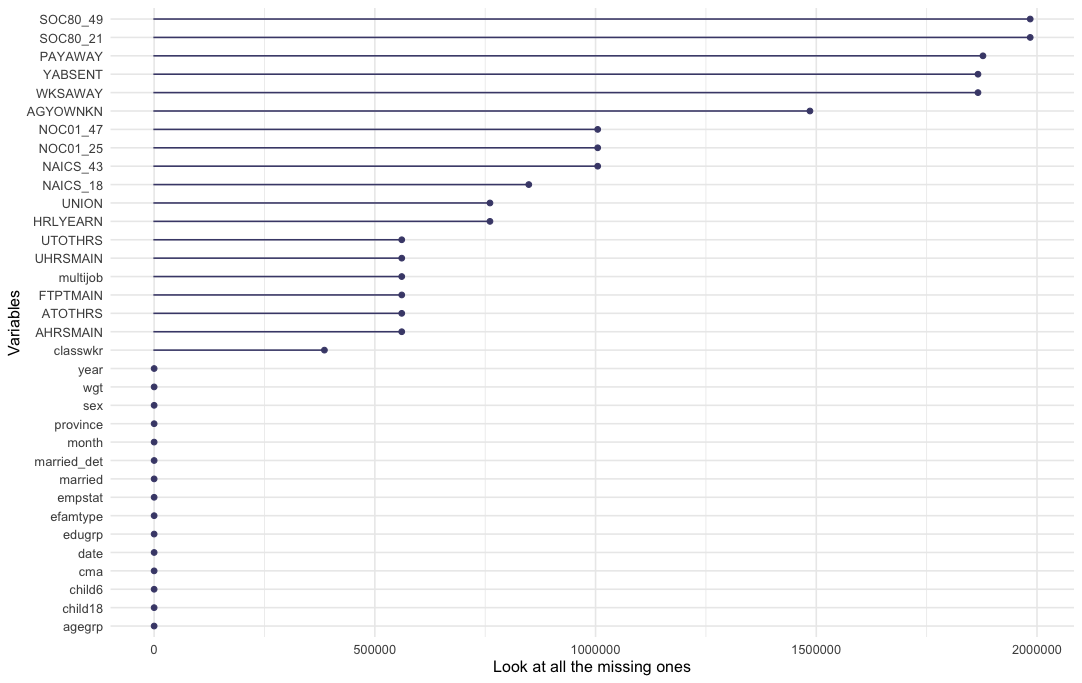 SOC80_49
SOC80_21
PAYAWAY
YABSENT
WKSAWAY
AGYOWNKN
NOC01_47
NOC01_25
NAICS_43
NAICS_18
UNION
HRLYEARN
UTOTHRS
UHRSMAIN
multijob
FTPTMAIN
ATOTHRS
AHRSMAIN
classwkr
year
wgt
sex
province
month
married_det
married
empstat
efamtype
edugrp
date
cma
child6
child18
agegrp
Variables
0 500000 1000000 1500000 2000000
Look at all the missing ones